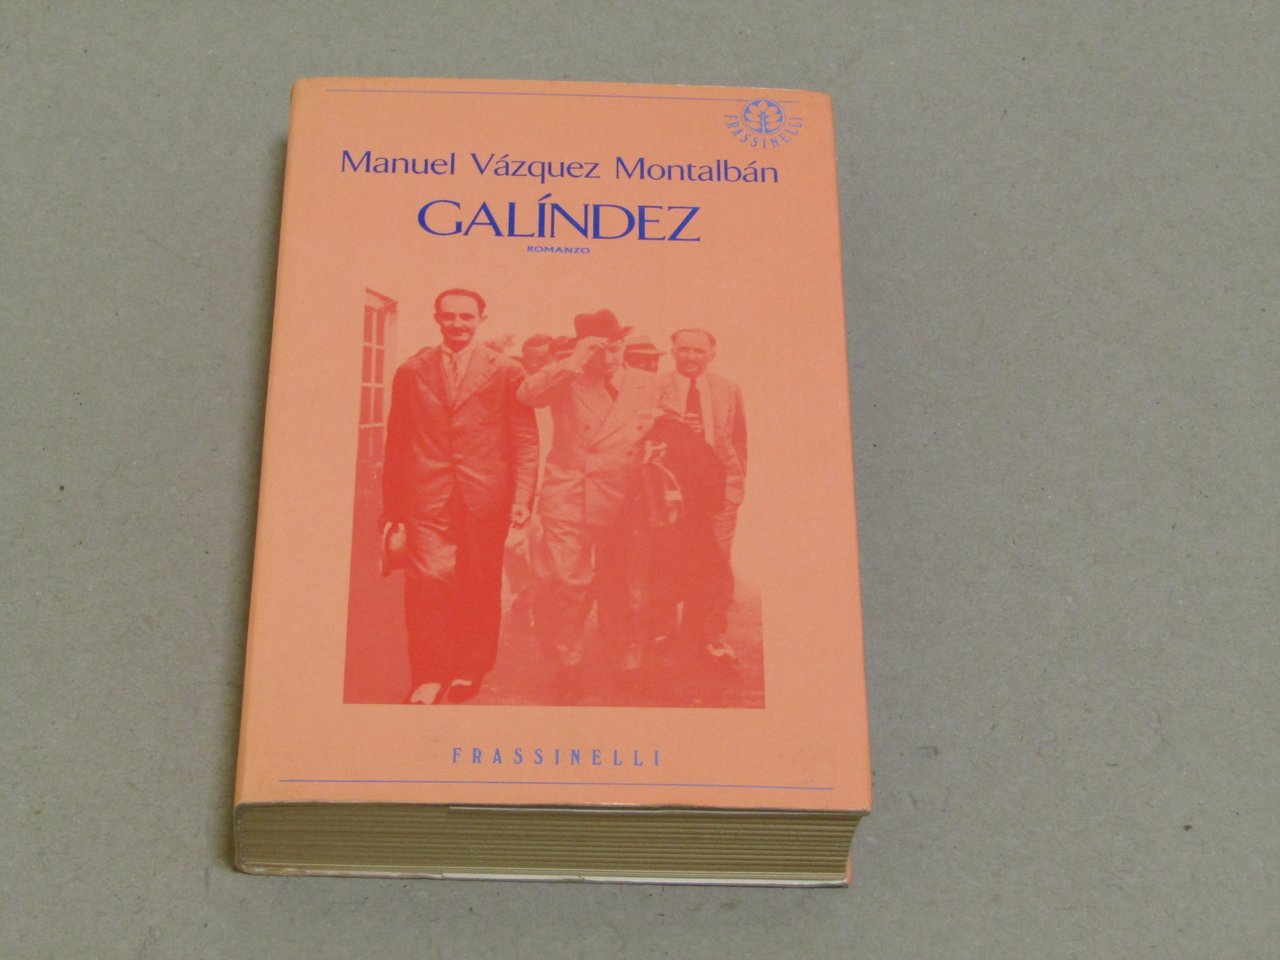 FRASSINELLI
Manuel Vázquez Montalbán
GALÍNDEZ
ROMANZO
FRASSINELLI